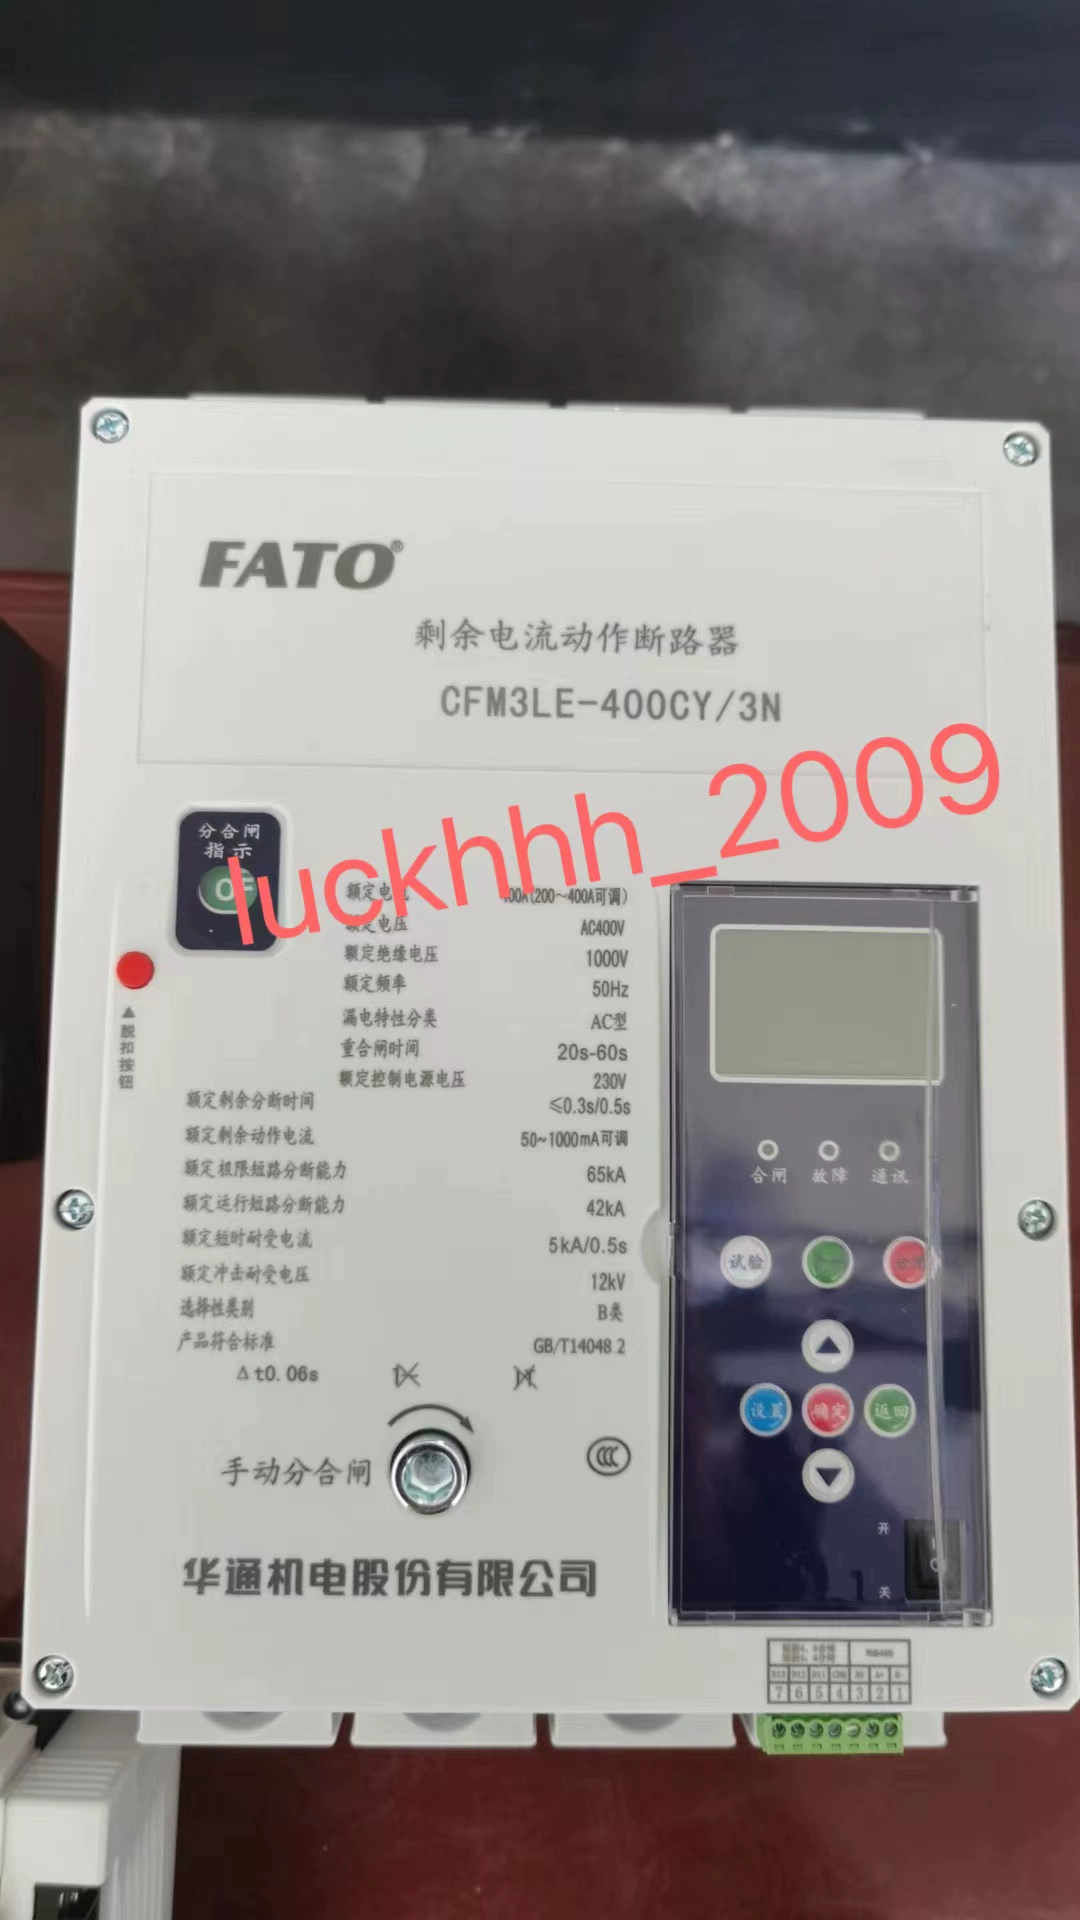 FATO®
剩余电流动作断路器
CFM3LE-400CY/3N
luckhhh_2009
分合闸
指示
额定电流 400A(200～400A可调)
额定电压 AC400V
额定绝缘电压 1000V
额定频率 50Hz
漏电特性分类 AC型
重合闸时间 20s-60s
额定控制电源电压 230V
额定剩余分断时间 ≤0.3s/0.5s
额定剩余动作电流 50~1000mA可调
额定极限短路分断能力 65kA
额定运行短路分断能力 42kA
额定短时耐受电流 5kA/0.5s
额定冲击耐受电压 12kV
选择性类别 B类
产品符合标准 GB/T14048 2
Δt0.06s
▲脱扣按钮
手动分合闸
CCC
华通机电股份有限公司
合闸 故障 通讯
试验
设置 确定 返回
开
关
7 6 5 4 3 2 1